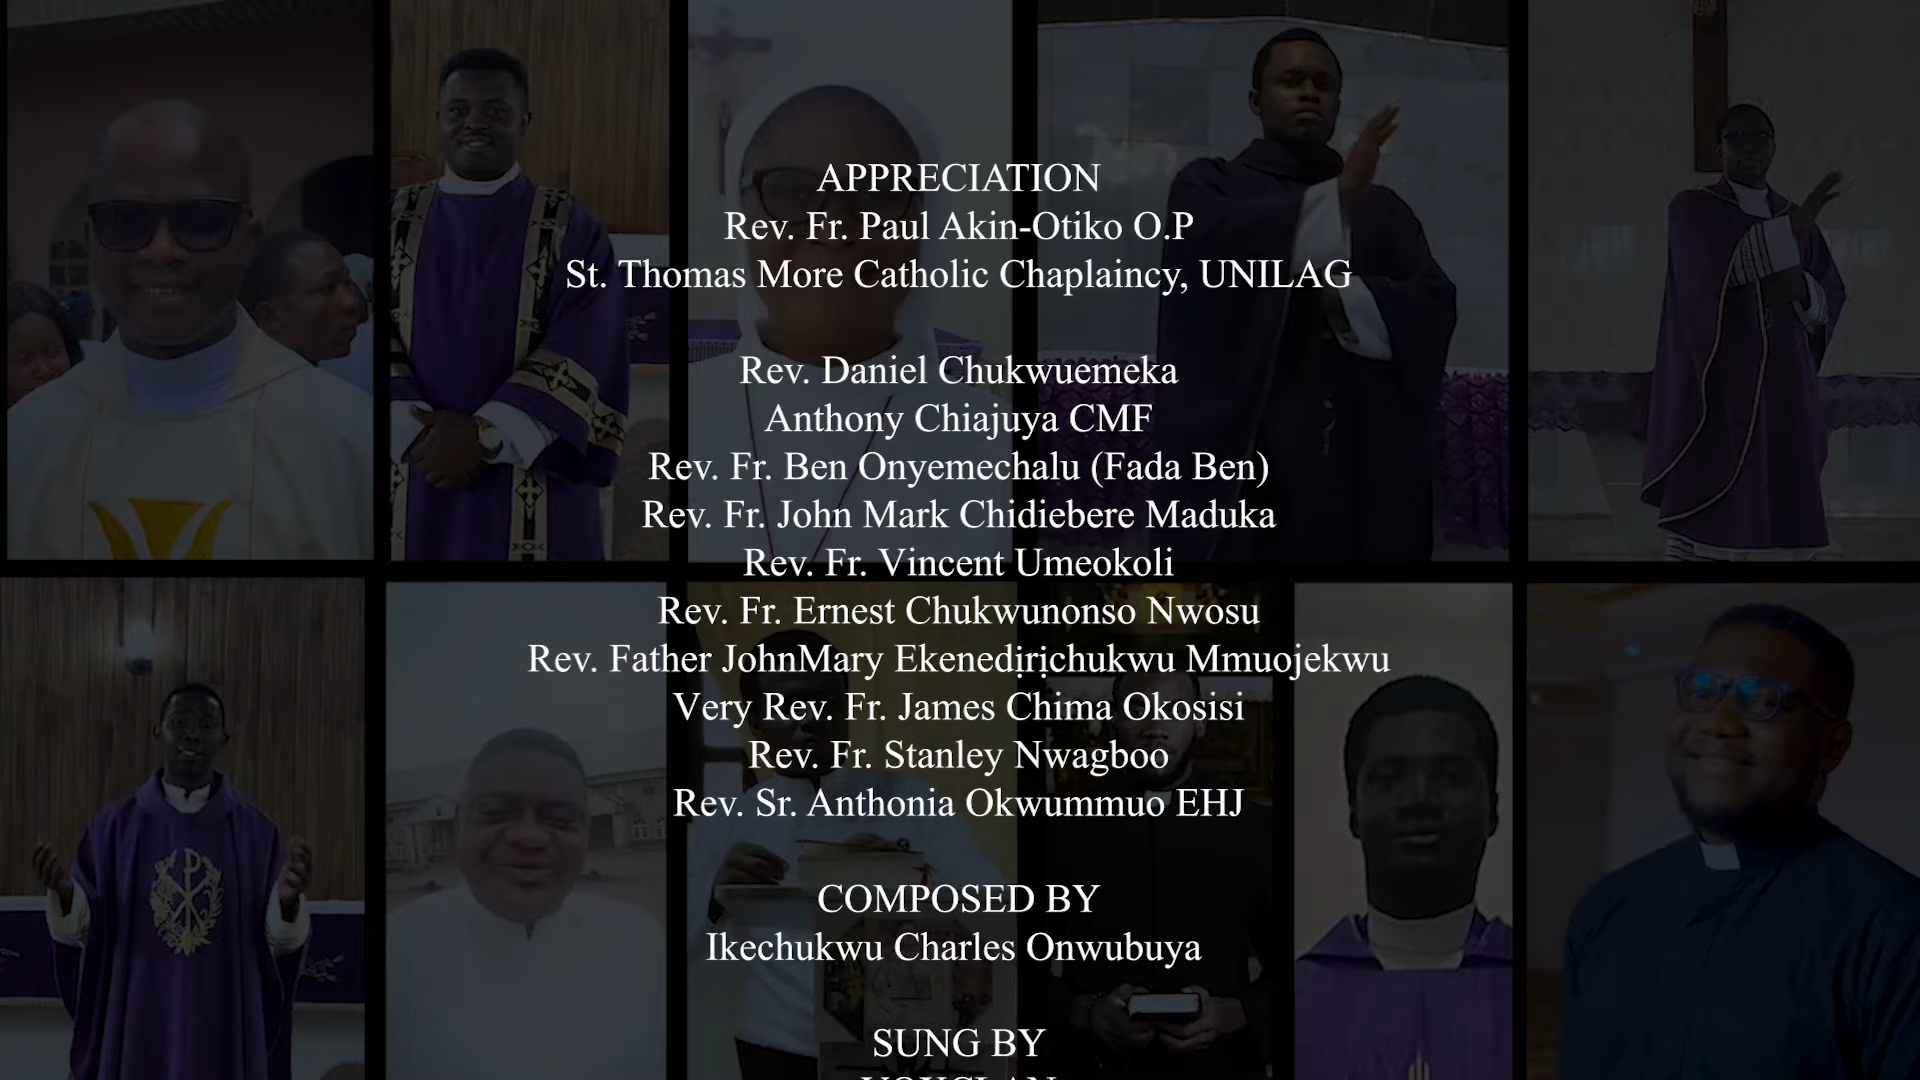 APPRECIATION
Rev. Fr. Paul Akin-Otiko O.P
St. Thomas More Catholic Chaplaincy, UNILAG
Rev. Daniel Chukwuemeka
Anthony Chiajuya CMF
Rev. Fr. Ben Onyemechalu (Fada Ben)
Rev. Fr. John Mark Chidiebere Maduka
Rev. Fr. Vincent Umeokoli
Rev. Fr. Ernest Chukwunonso Nwosu
Rev. Father JohnMary Ekenedịrịchukwu Mmuojekwu
Very Rev. Fr. James Chima Okosisi
Rev. Fr. Stanley Nwagboo
Rev. Sr. Anthonia Okwummuo EHJ
COMPOSED BY
Ikechukwu Charles Onwubuya
SUNG BY